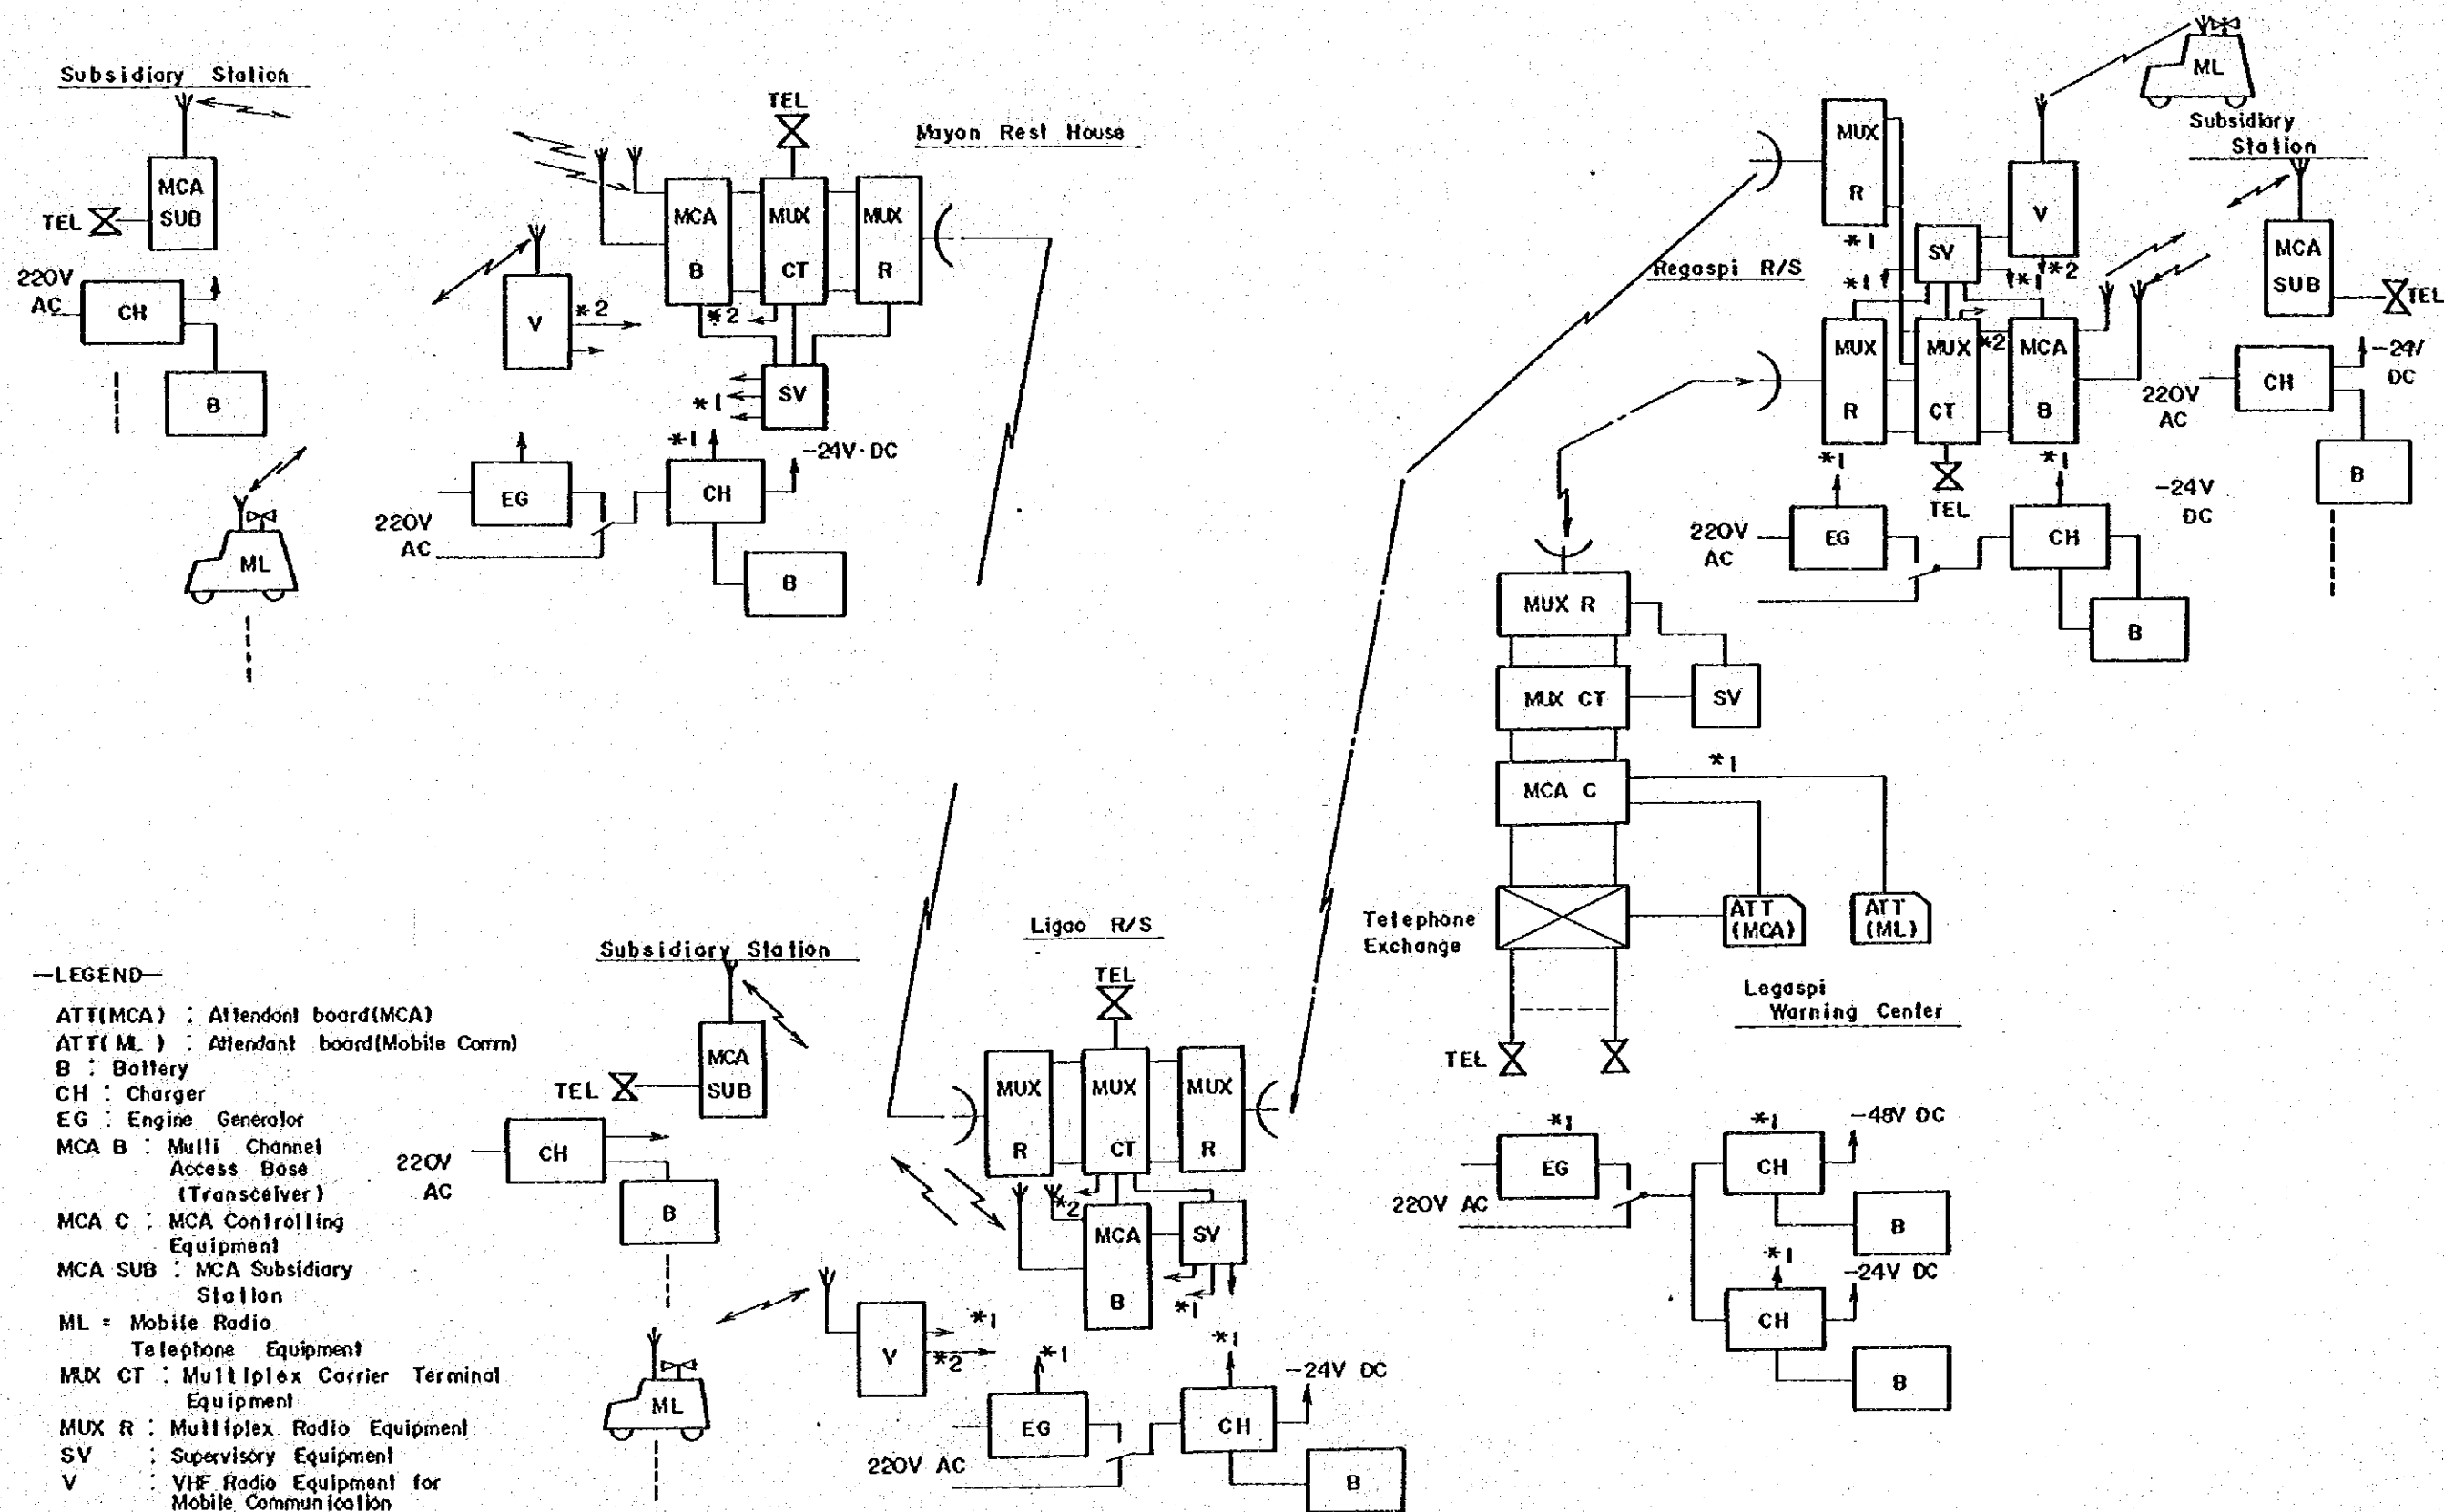 Subsidiary Station
MCA
SUB
TEL
220V
AC
CH
B
ML
TEL
Mayon Rest House
MCA
B
MUX
CT
MUX
R
V
*2
*2
SV
*1
*1
-24V·DC
EG
CH
220V
AC
B
ML
Subsidiary
Station
MUX
R
*1
V
SV
Regaspi R/S
*1
*1
*2
MCA
SUB
TEL
MUX
R
MUX
CT
*2
MCA
B
-24V
DC
CH
220V
AC
B
*1
TEL
*1
-24V
DC
220V
AC
EG
CH
B
MUX R
MUX CT
SV
MCA C
*1
Telephone
Exchange
ATT
(MCA)
ATT
(ML)
Legaspi
Warning Center
TEL
*1
EG
220V AC
*1
CH
-48V DC
B
*1
-24V DC
CH
B
Subsidiary Station
MCA
SUB
TEL
220V
AC
CH
B
ML
Ligao R/S
TEL
MUX
R
MUX
CT
MUX
R
*2
MCA
B
SV
*1
V
*1
*2
*1
*1
-24V DC
EG
CH
220V AC
B
—LEGEND—
ATT(MCA) : Attendant board(MCA)
ATT( ML ) : Attendant board(Mobile Comm)
B : Battery
CH : Charger
EG : Engine Generator
MCA B : Multi Channel
Access Base
(Transceiver)
MCA C : MCA Controlling
Equipment
MCA SUB : MCA Subsidiary
Station
ML = Mobile Radio
Telephone Equipment
MUX CT : Multiplex Carrier Terminal
Equipment
MUX R : Multiplex Radio Equipment
SV : Supervisory Equipment
V : VHF Radio Equipment for
Mobile Communication